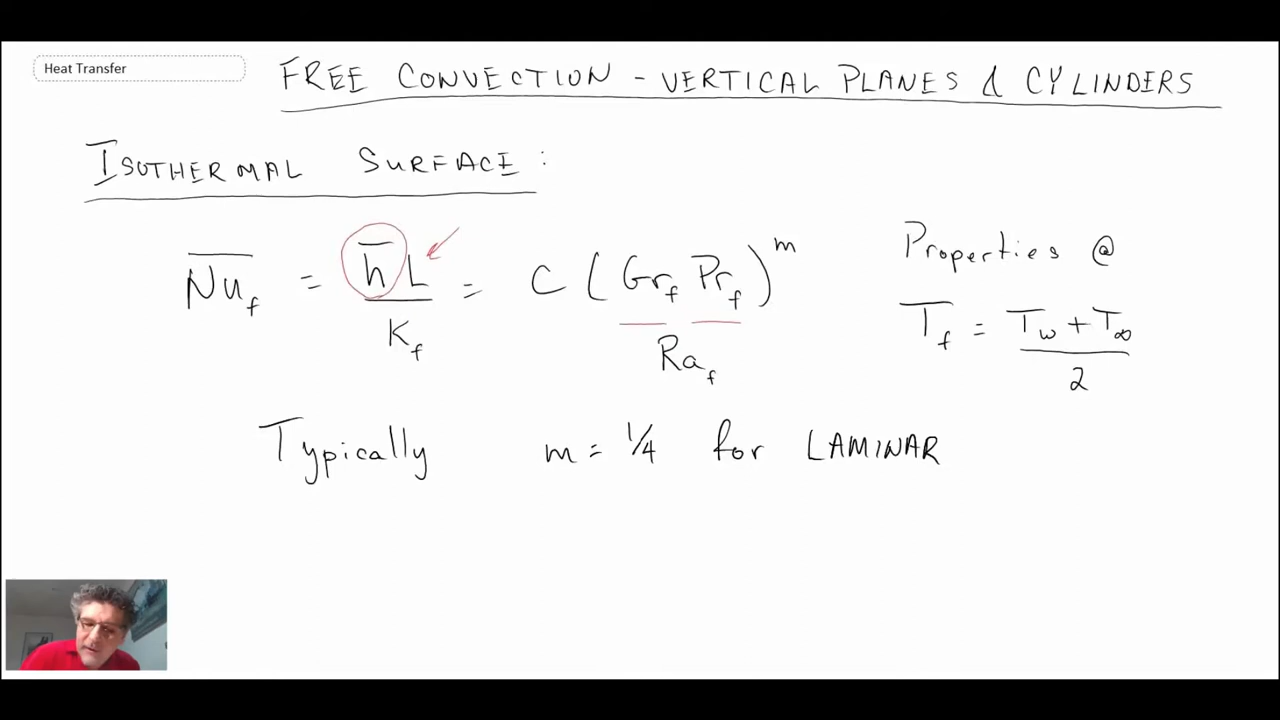 Heat Transfer
FREE CONVECTION - VERTICAL PLANES & CYLINDERS
ISOTHERMAL SURFACE:
N̅u̅_f = h̅L/K_f = C (Gr_f Pr_f)^m
Ra_f
Properties @
T_f = (T_w + T_∞)/2
Typically m = 1/4 for LAMINAR